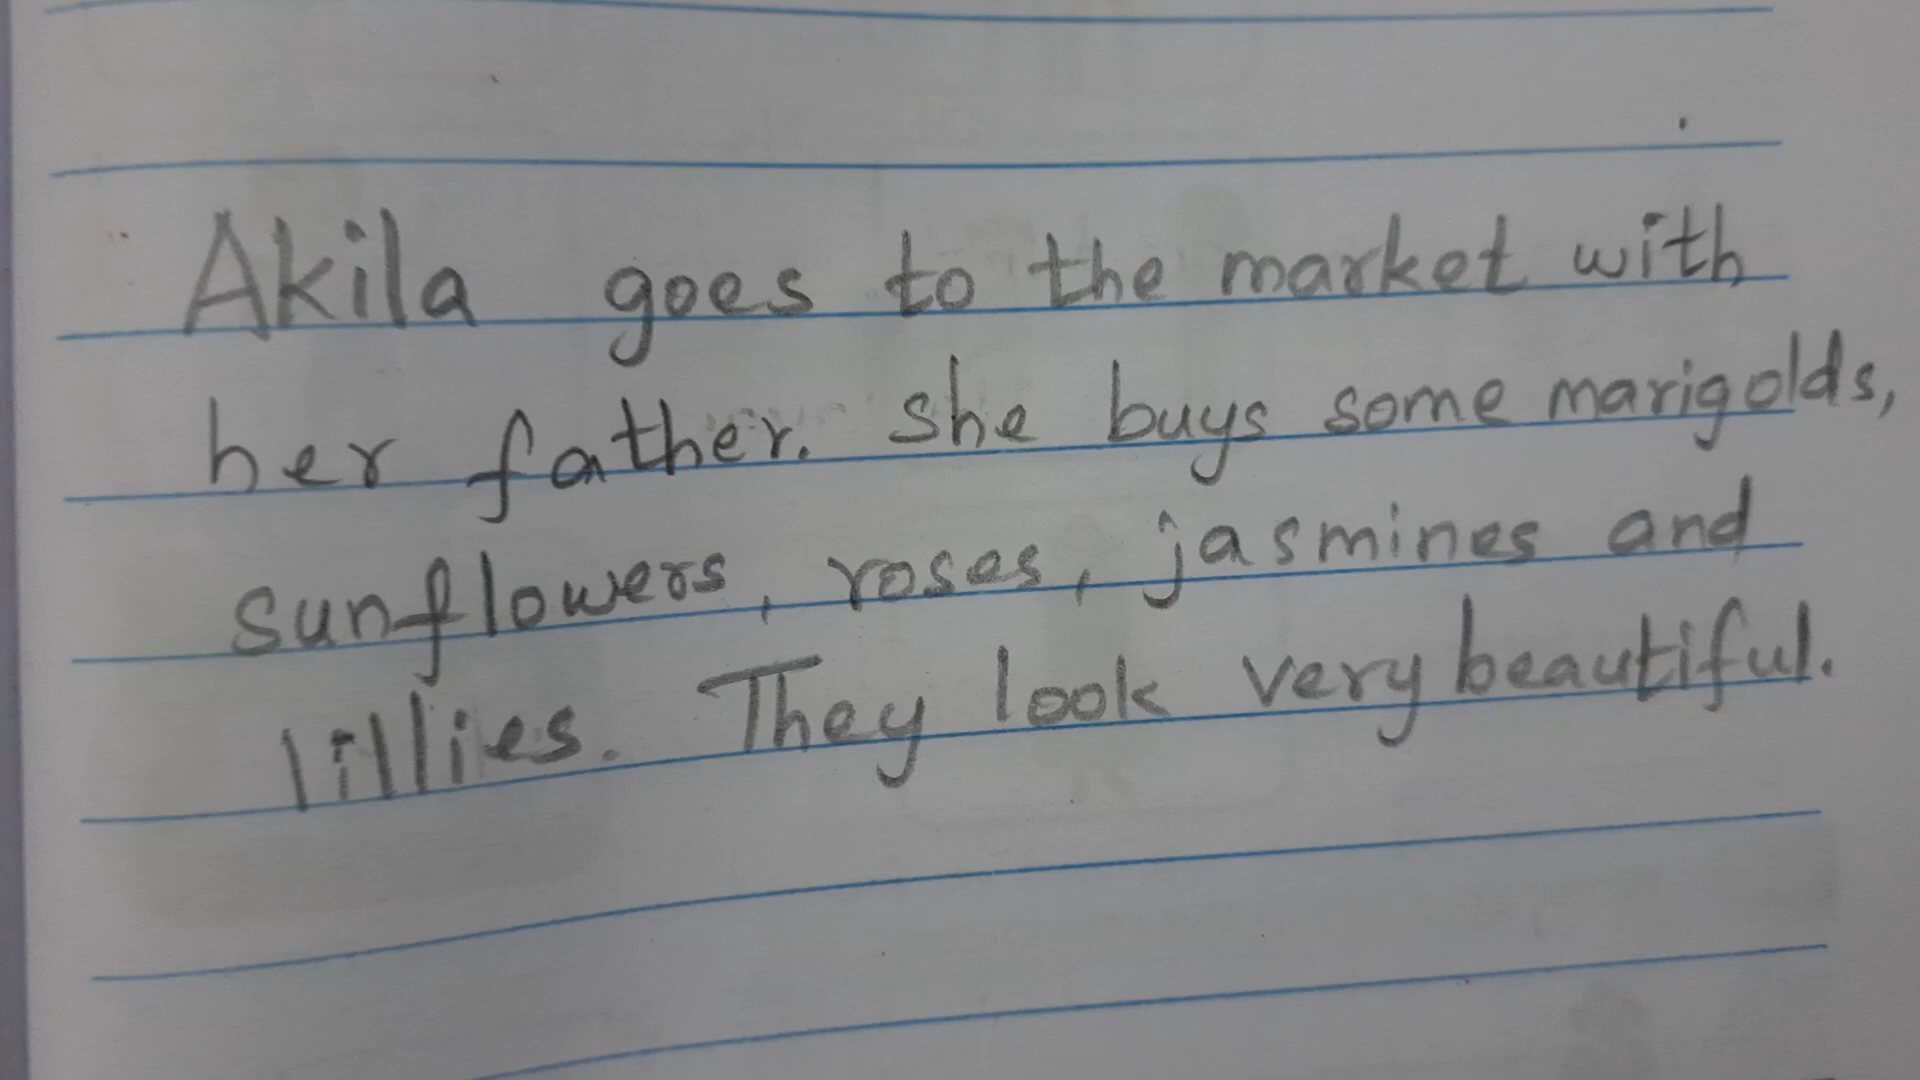 Akila goes to the market with
her father. She buys some marigolds,
sunflowers, roses, jasmines and
lillies. They look very beautiful.